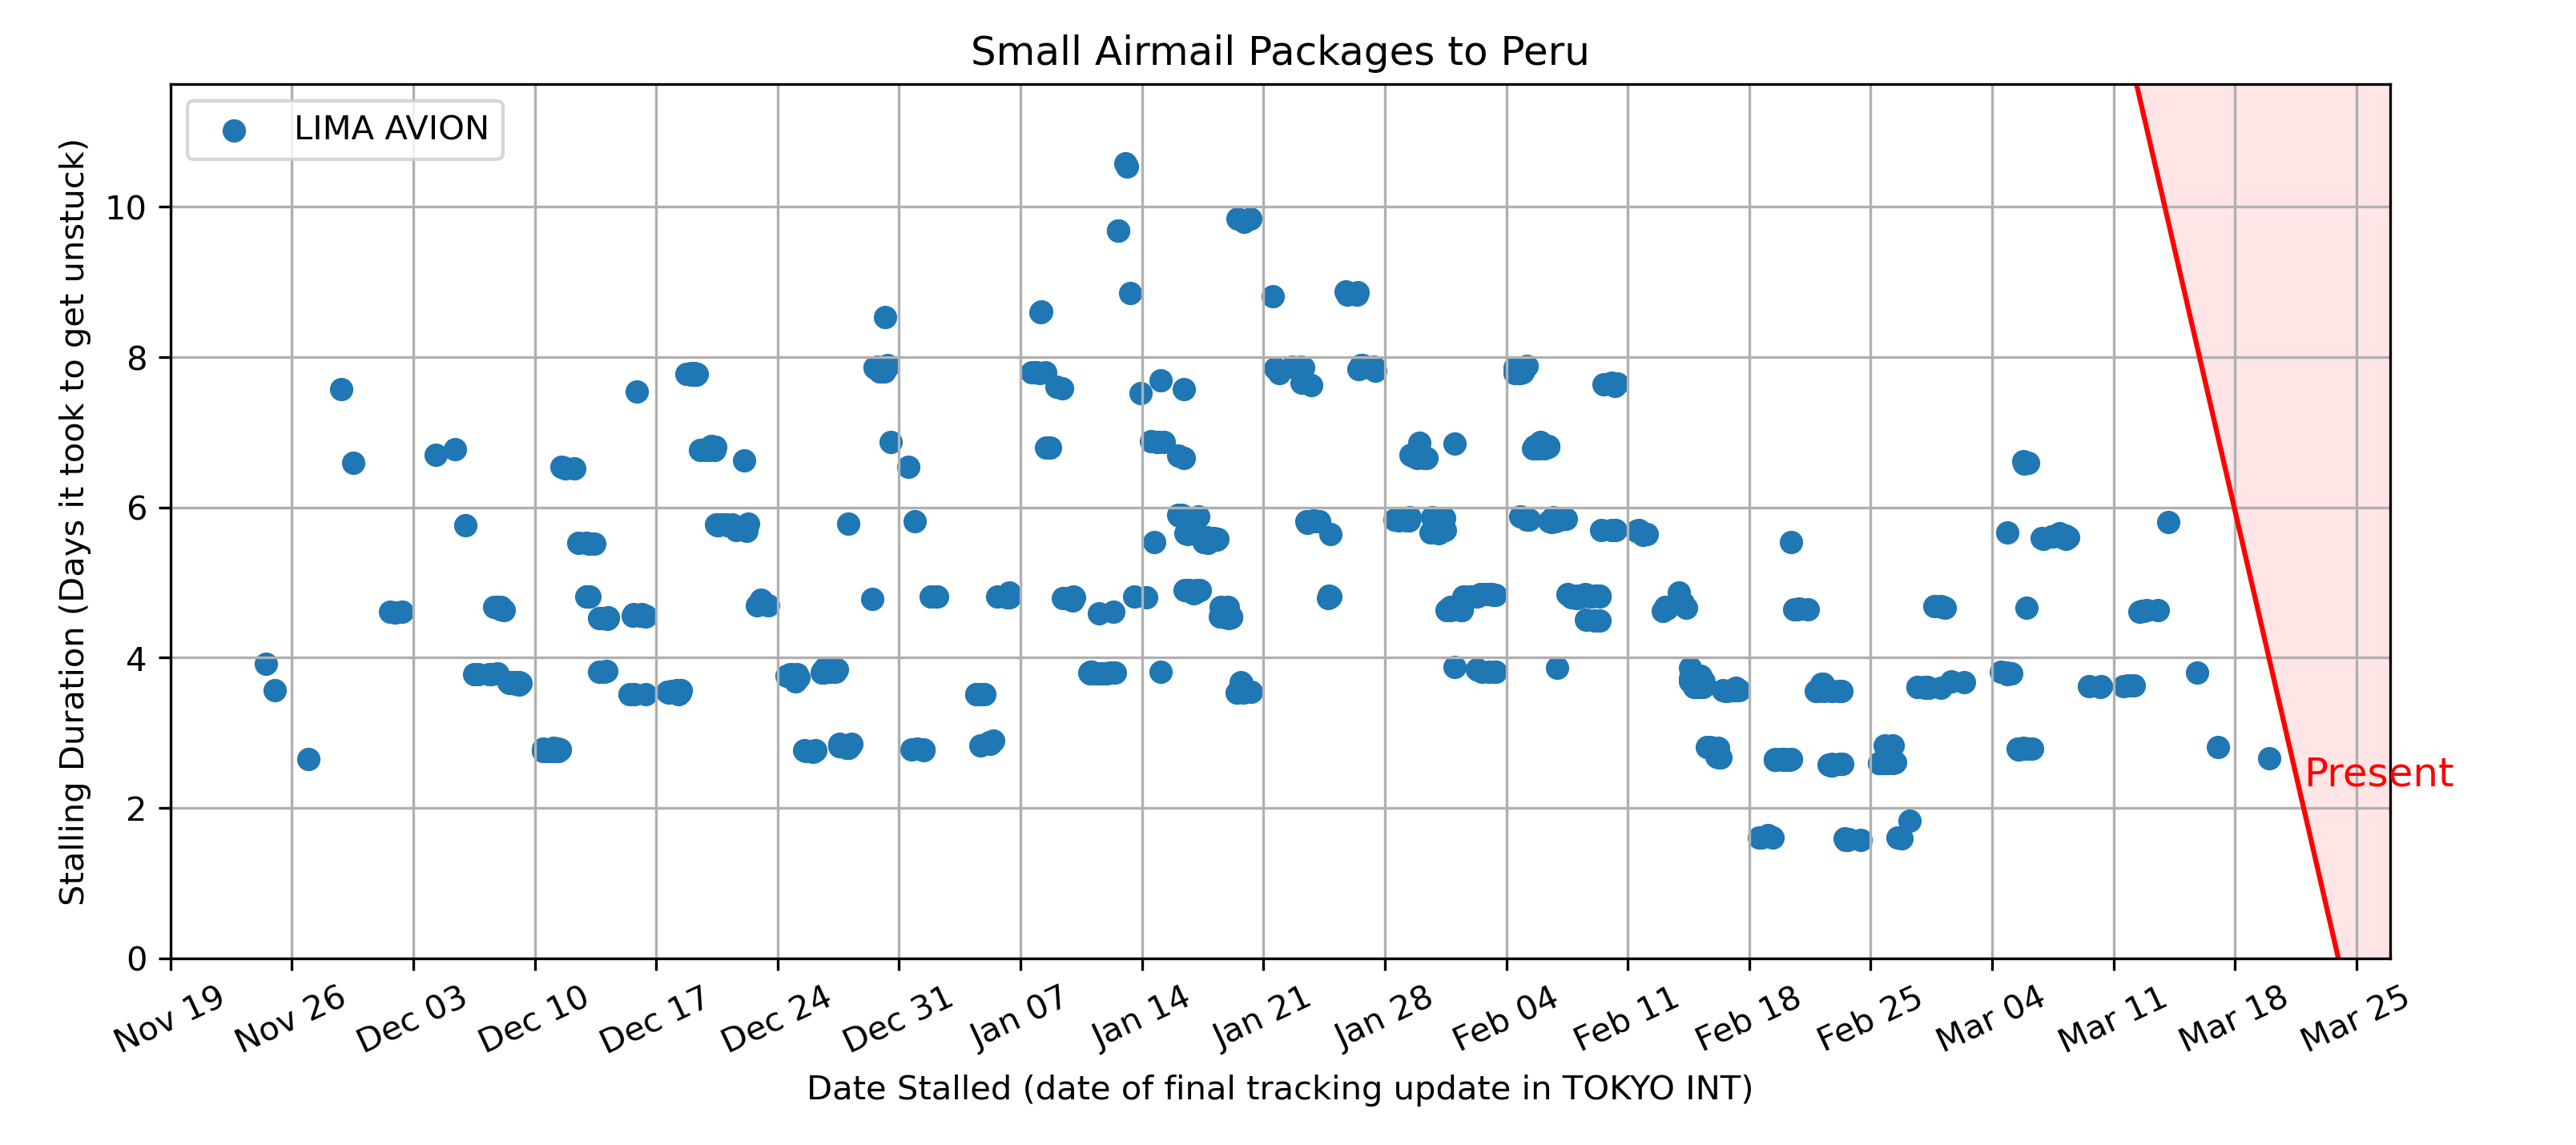 Small Airmail Packages to Peru
LIMA AVION
Stalling Duration (Days it took to get unstuck)
10
8
6
4
2
0
Present
Nov 19 Nov 26 Dec 03 Dec 10 Dec 17 Dec 24 Dec 31 Jan 07 Jan 14 Jan 21 Jan 28 Feb 04 Feb 11 Feb 18 Feb 25 Mar 04 Mar 11 Mar 18 Mar 25
Date Stalled (date of final tracking update in TOKYO INT)